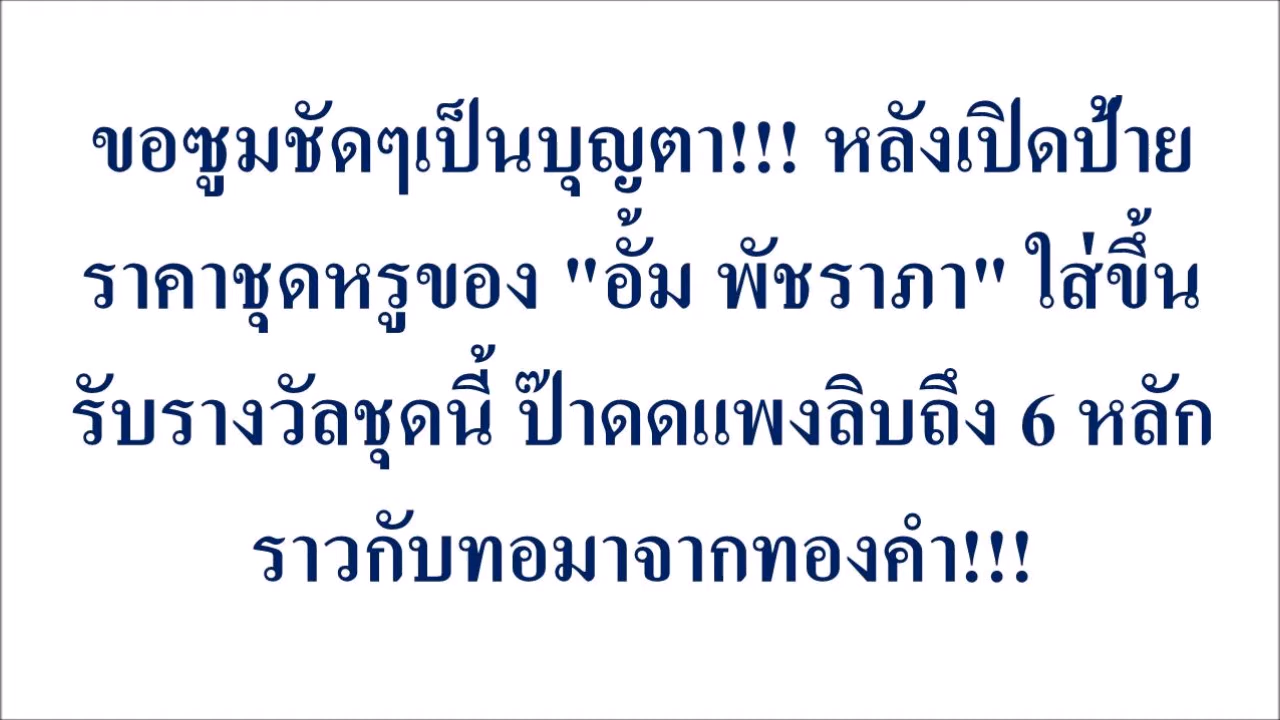 ขอซูมชัดๆเป็นบุญตา!!! หลังเปิดป้าย
ราคาชุดหรูของ "อั้ม พัชราภา" ใส่ขึ้น
รับรางวัลชุดนี้ ป๊าดดแพงลิบถึง 6 หลัก
ราวกับทอมาจากทองคำ!!!